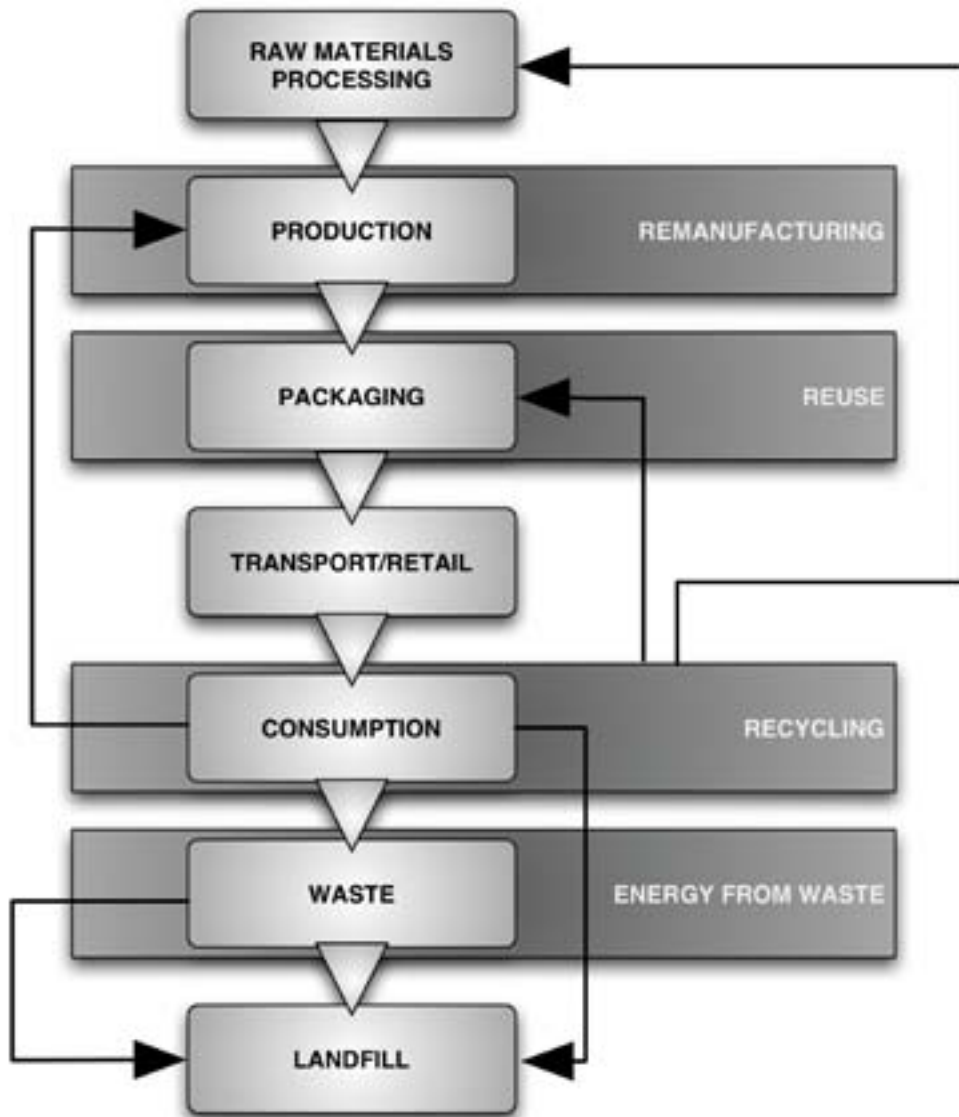 RAW MATERIALS
PROCESSING
PRODUCTION
REMANUFACTURING
PACKAGING
REUSE
TRANSPORT/RETAIL
CONSUMPTION
RECYCLING
WASTE
ENERGY FROM WASTE
LANDFILL